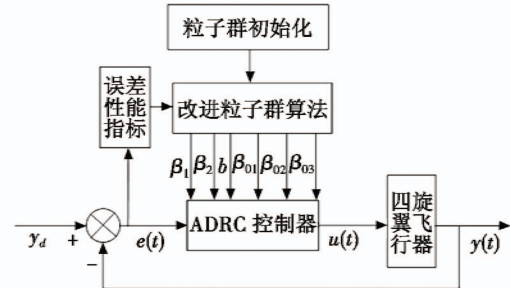 粒子群初始化
误差
性能
指标
改进粒子群算法
β₁ β₂ b β₀₁ β₀₂ β₀₃
y_d + e(t) ADRC 控制器 u(t) 四旋
翼飞
行器 y(t)
−